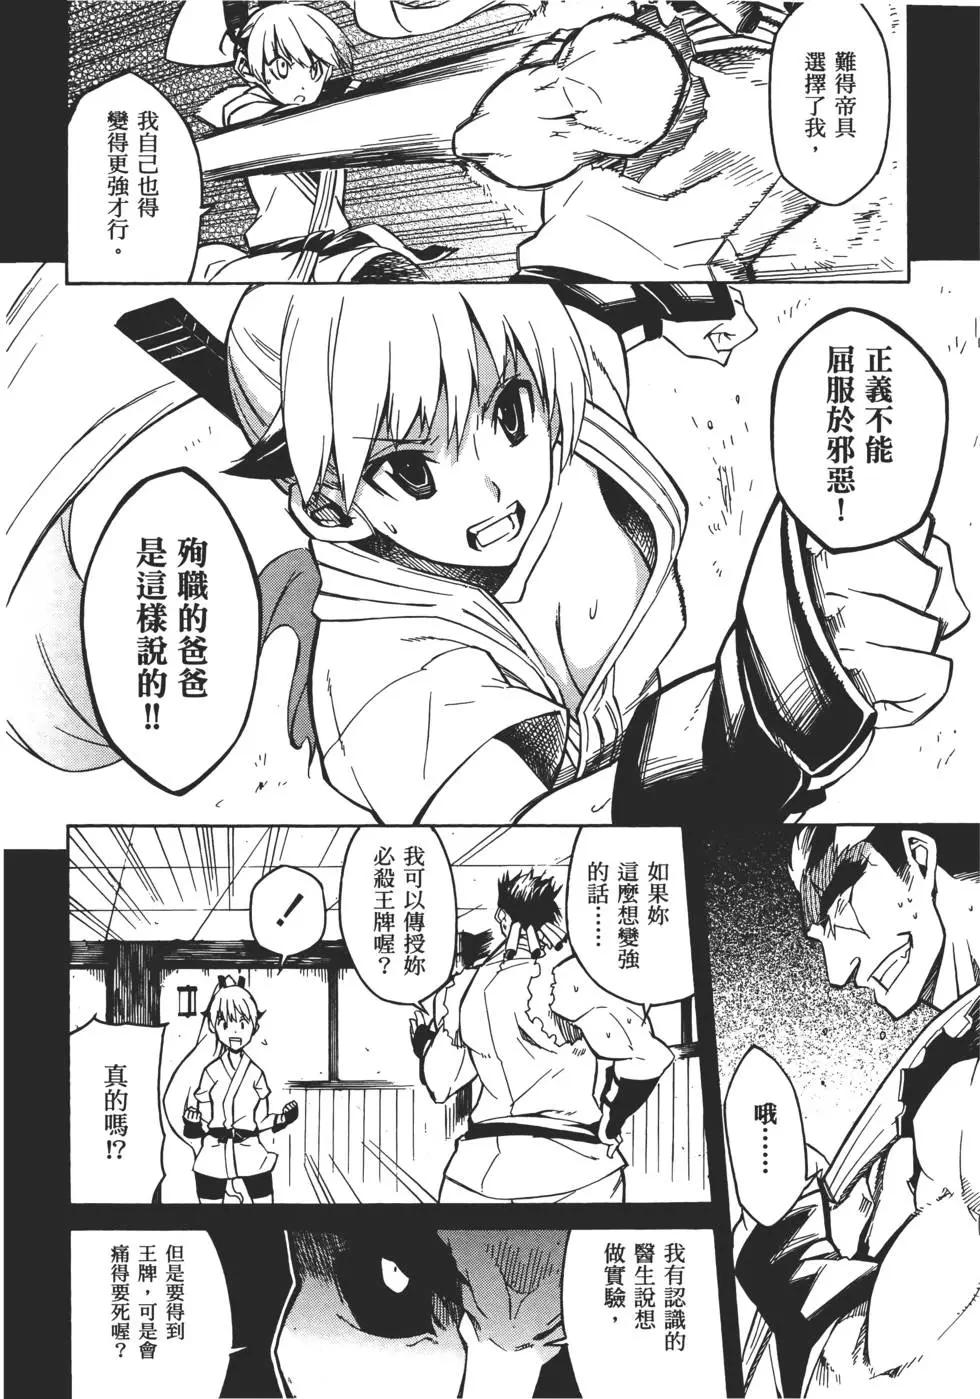 難得帝具
選擇了我，
我自己也得
變得更強才行。
正義不能
屈服於邪惡！
殉職的爸爸
是這樣說的!!
哦……
如果妳
這麼想變強
的話……
我可以傳授妳
必殺王牌喔？
！
真的嗎!?
我有認識的
醫生說想
做實驗，
但是要得到
王牌，可是會
痛得要死喔？